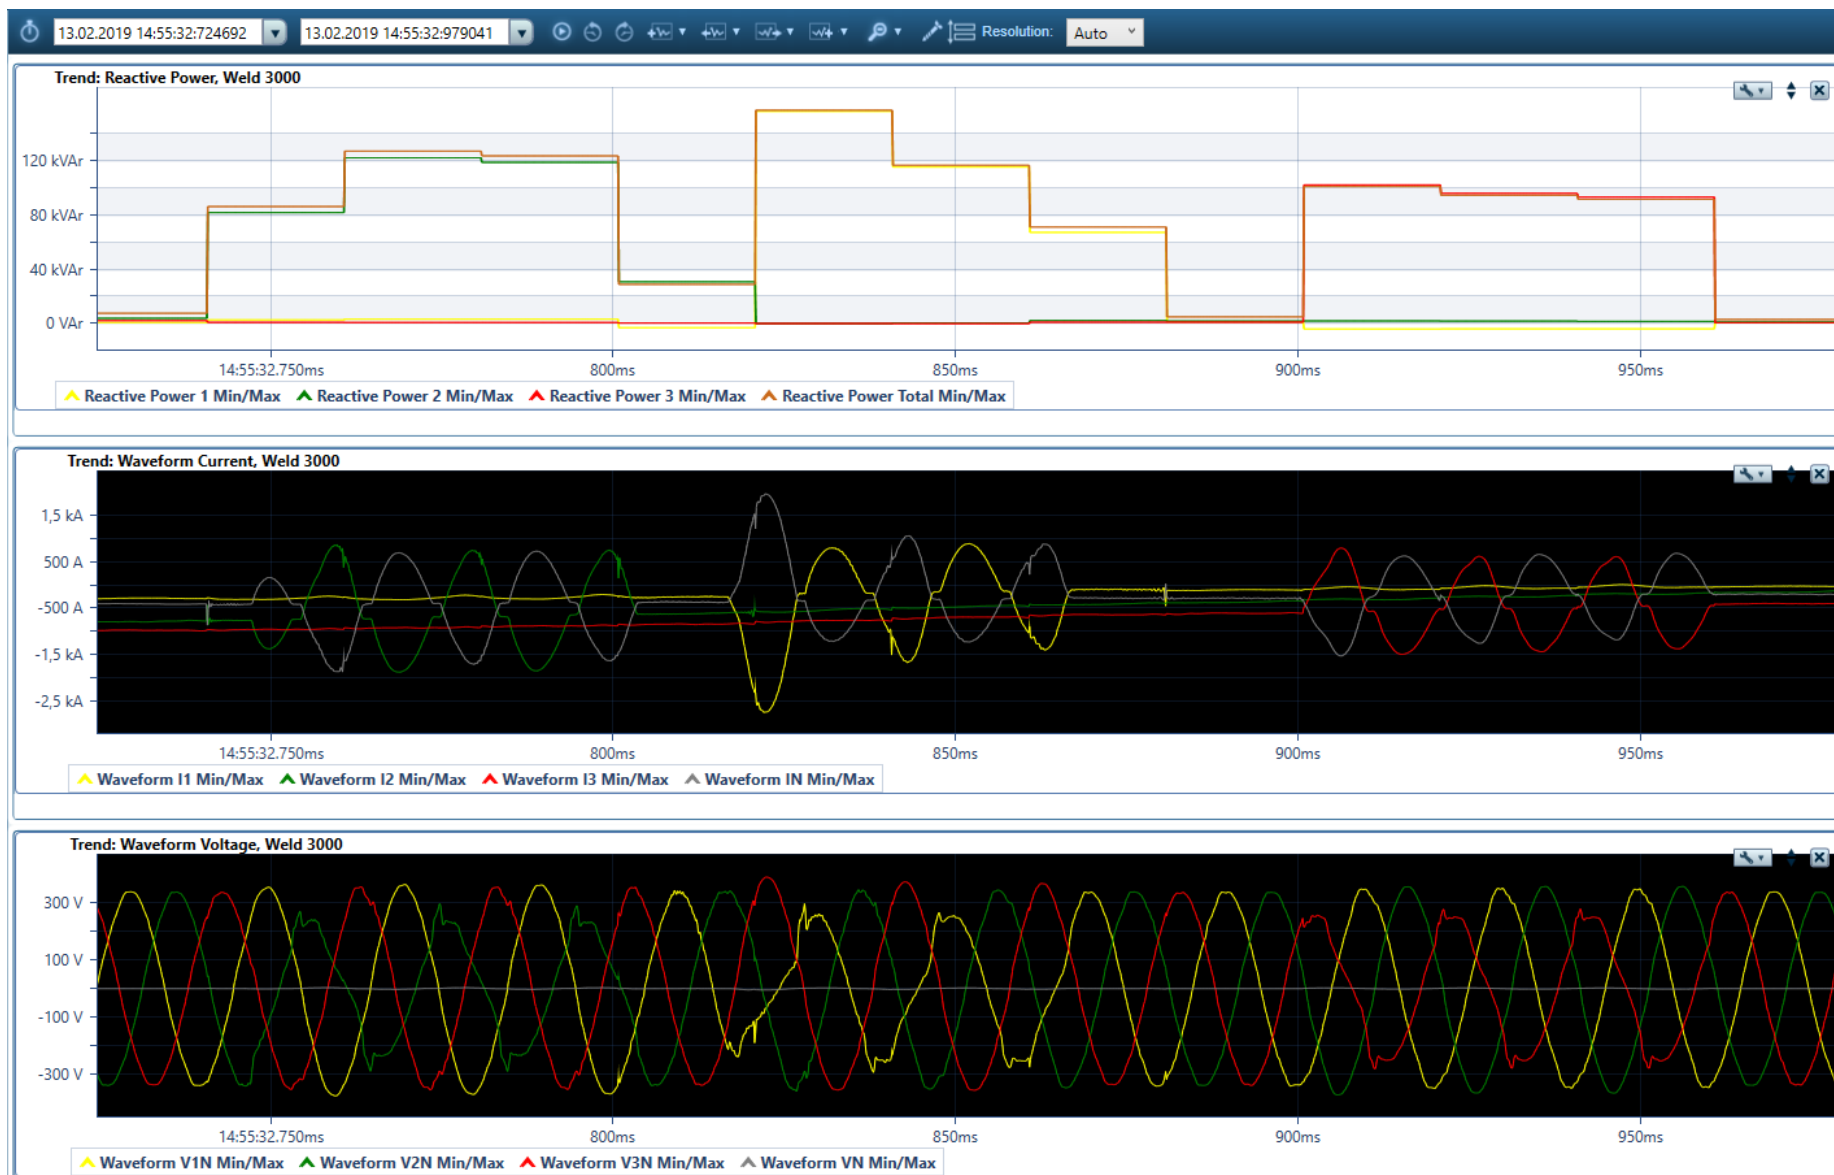 13.02.2019 14:55:32:724692 13.02.2019 14:55:32:979041 Resolution: Auto
Trend: Reactive Power, Weld 3000
120 kVAr
80 kVAr
40 kVAr
0 VAr
14:55:32.750ms 800ms 850ms 900ms 950ms
Reactive Power 1 Min/Max Reactive Power 2 Min/Max Reactive Power 3 Min/Max Reactive Power Total Min/Max
Trend: Waveform Current, Weld 3000
1,5 kA
500 A
-500 A
-1,5 kA
-2,5 kA
14:55:32.750ms 800ms 850ms 900ms 950ms
Waveform I1 Min/Max Waveform I2 Min/Max Waveform I3 Min/Max Waveform IN Min/Max
Trend: Waveform Voltage, Weld 3000
300 V
100 V
-100 V
-300 V
14:55:32.750ms 800ms 850ms 900ms 950ms
Waveform V1N Min/Max Waveform V2N Min/Max Waveform V3N Min/Max Waveform VN Min/Max